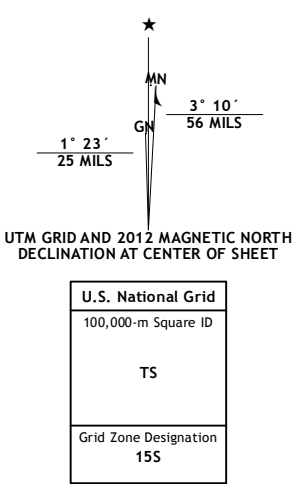 ★
MN
3° 10´
56 MILS
GN
1° 23´
25 MILS
UTM GRID AND 2012 MAGNETIC NORTH
DECLINATION AT CENTER OF SHEET
U.S. National Grid
100,000-m Square ID
TS
Grid Zone Designation
15S